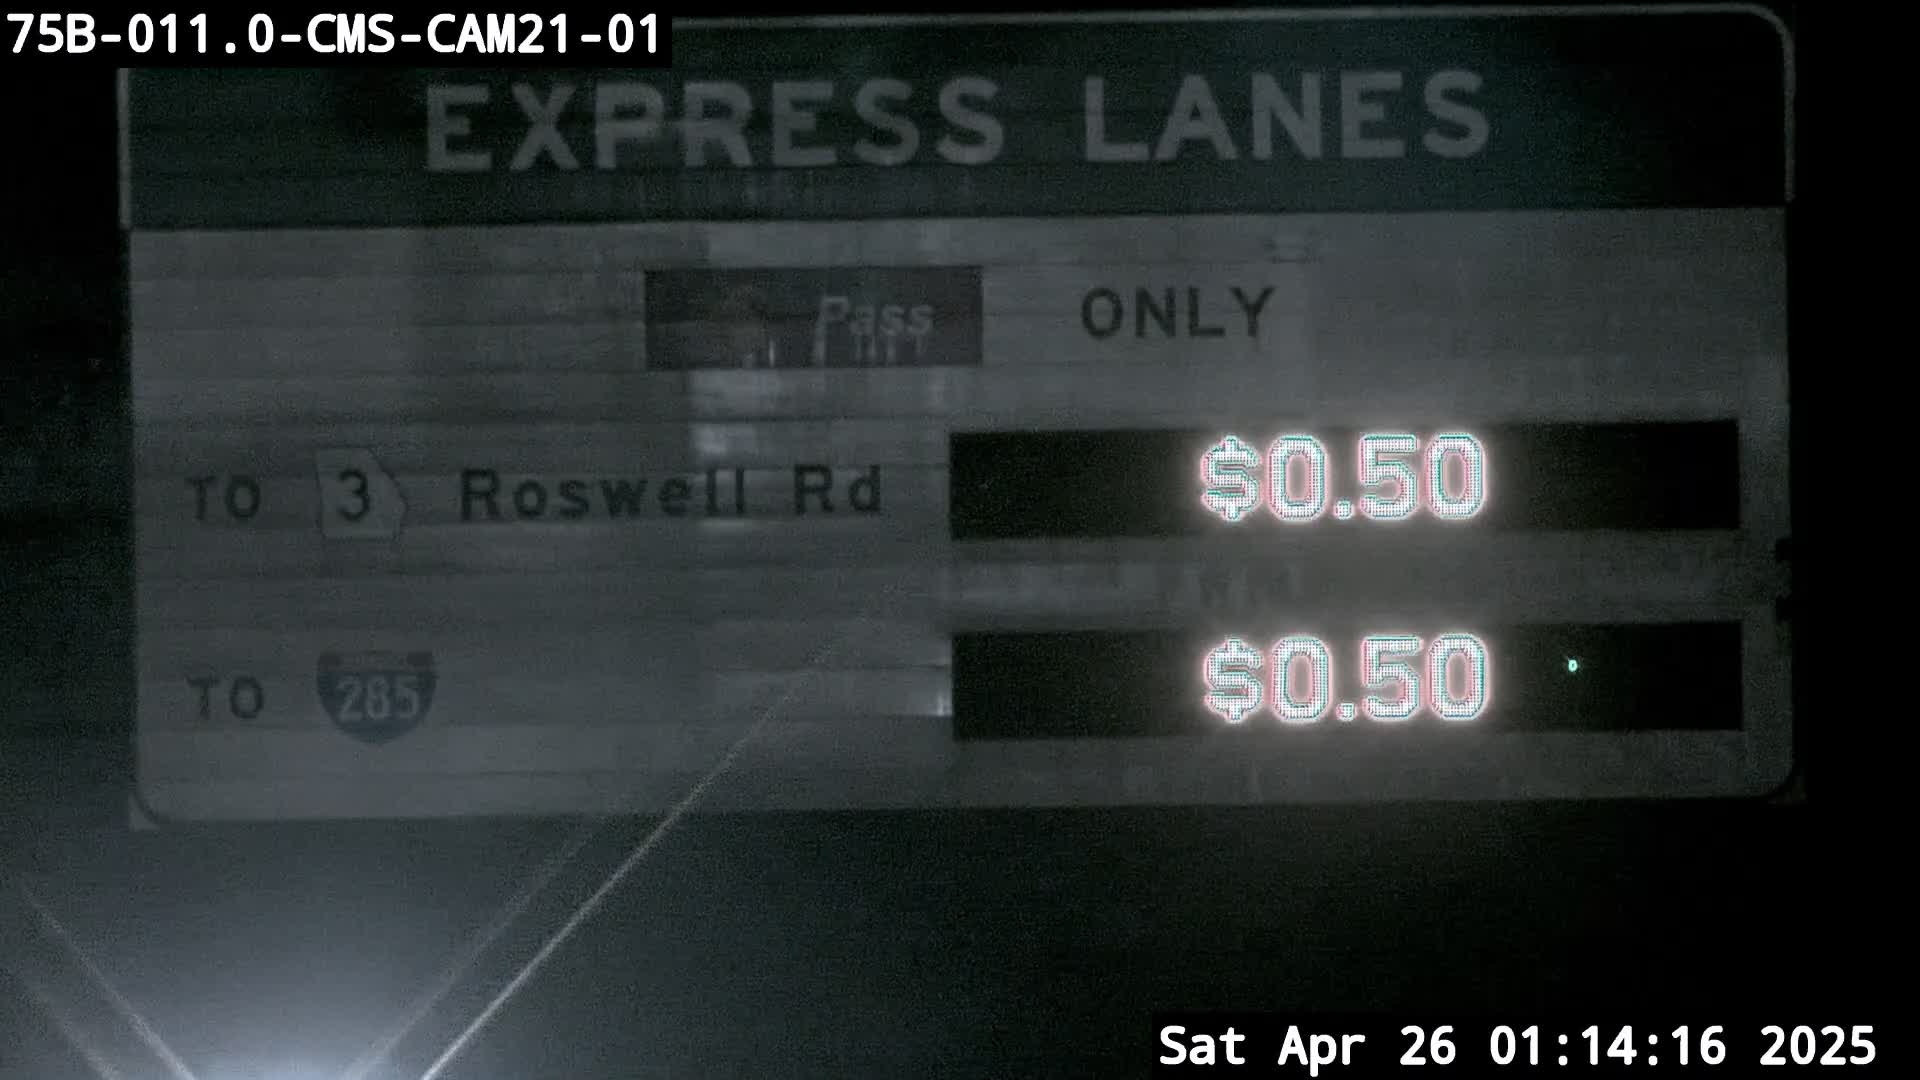 75B-011.0-CMS-CAM21-01
EXPRESS LANES
Pass ONLY
TO 3 Roswell Rd $0.50
TO 285 $0.50
Sat Apr 26 01:14:16 2025